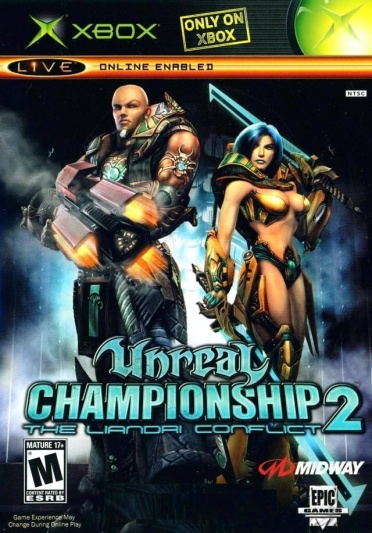 XBOX
ONLY ON
XBOX
LIVE
ONLINE ENABLED
NTSC
Unreal
CHAMPIONSHIP 2
THE LIANDRI CONFLICT
MATURE 17+
M
CONTENT RATED BY
ESRB
MIDWAY
EPIC
GAMES
Game Experience May
Change During Online Play